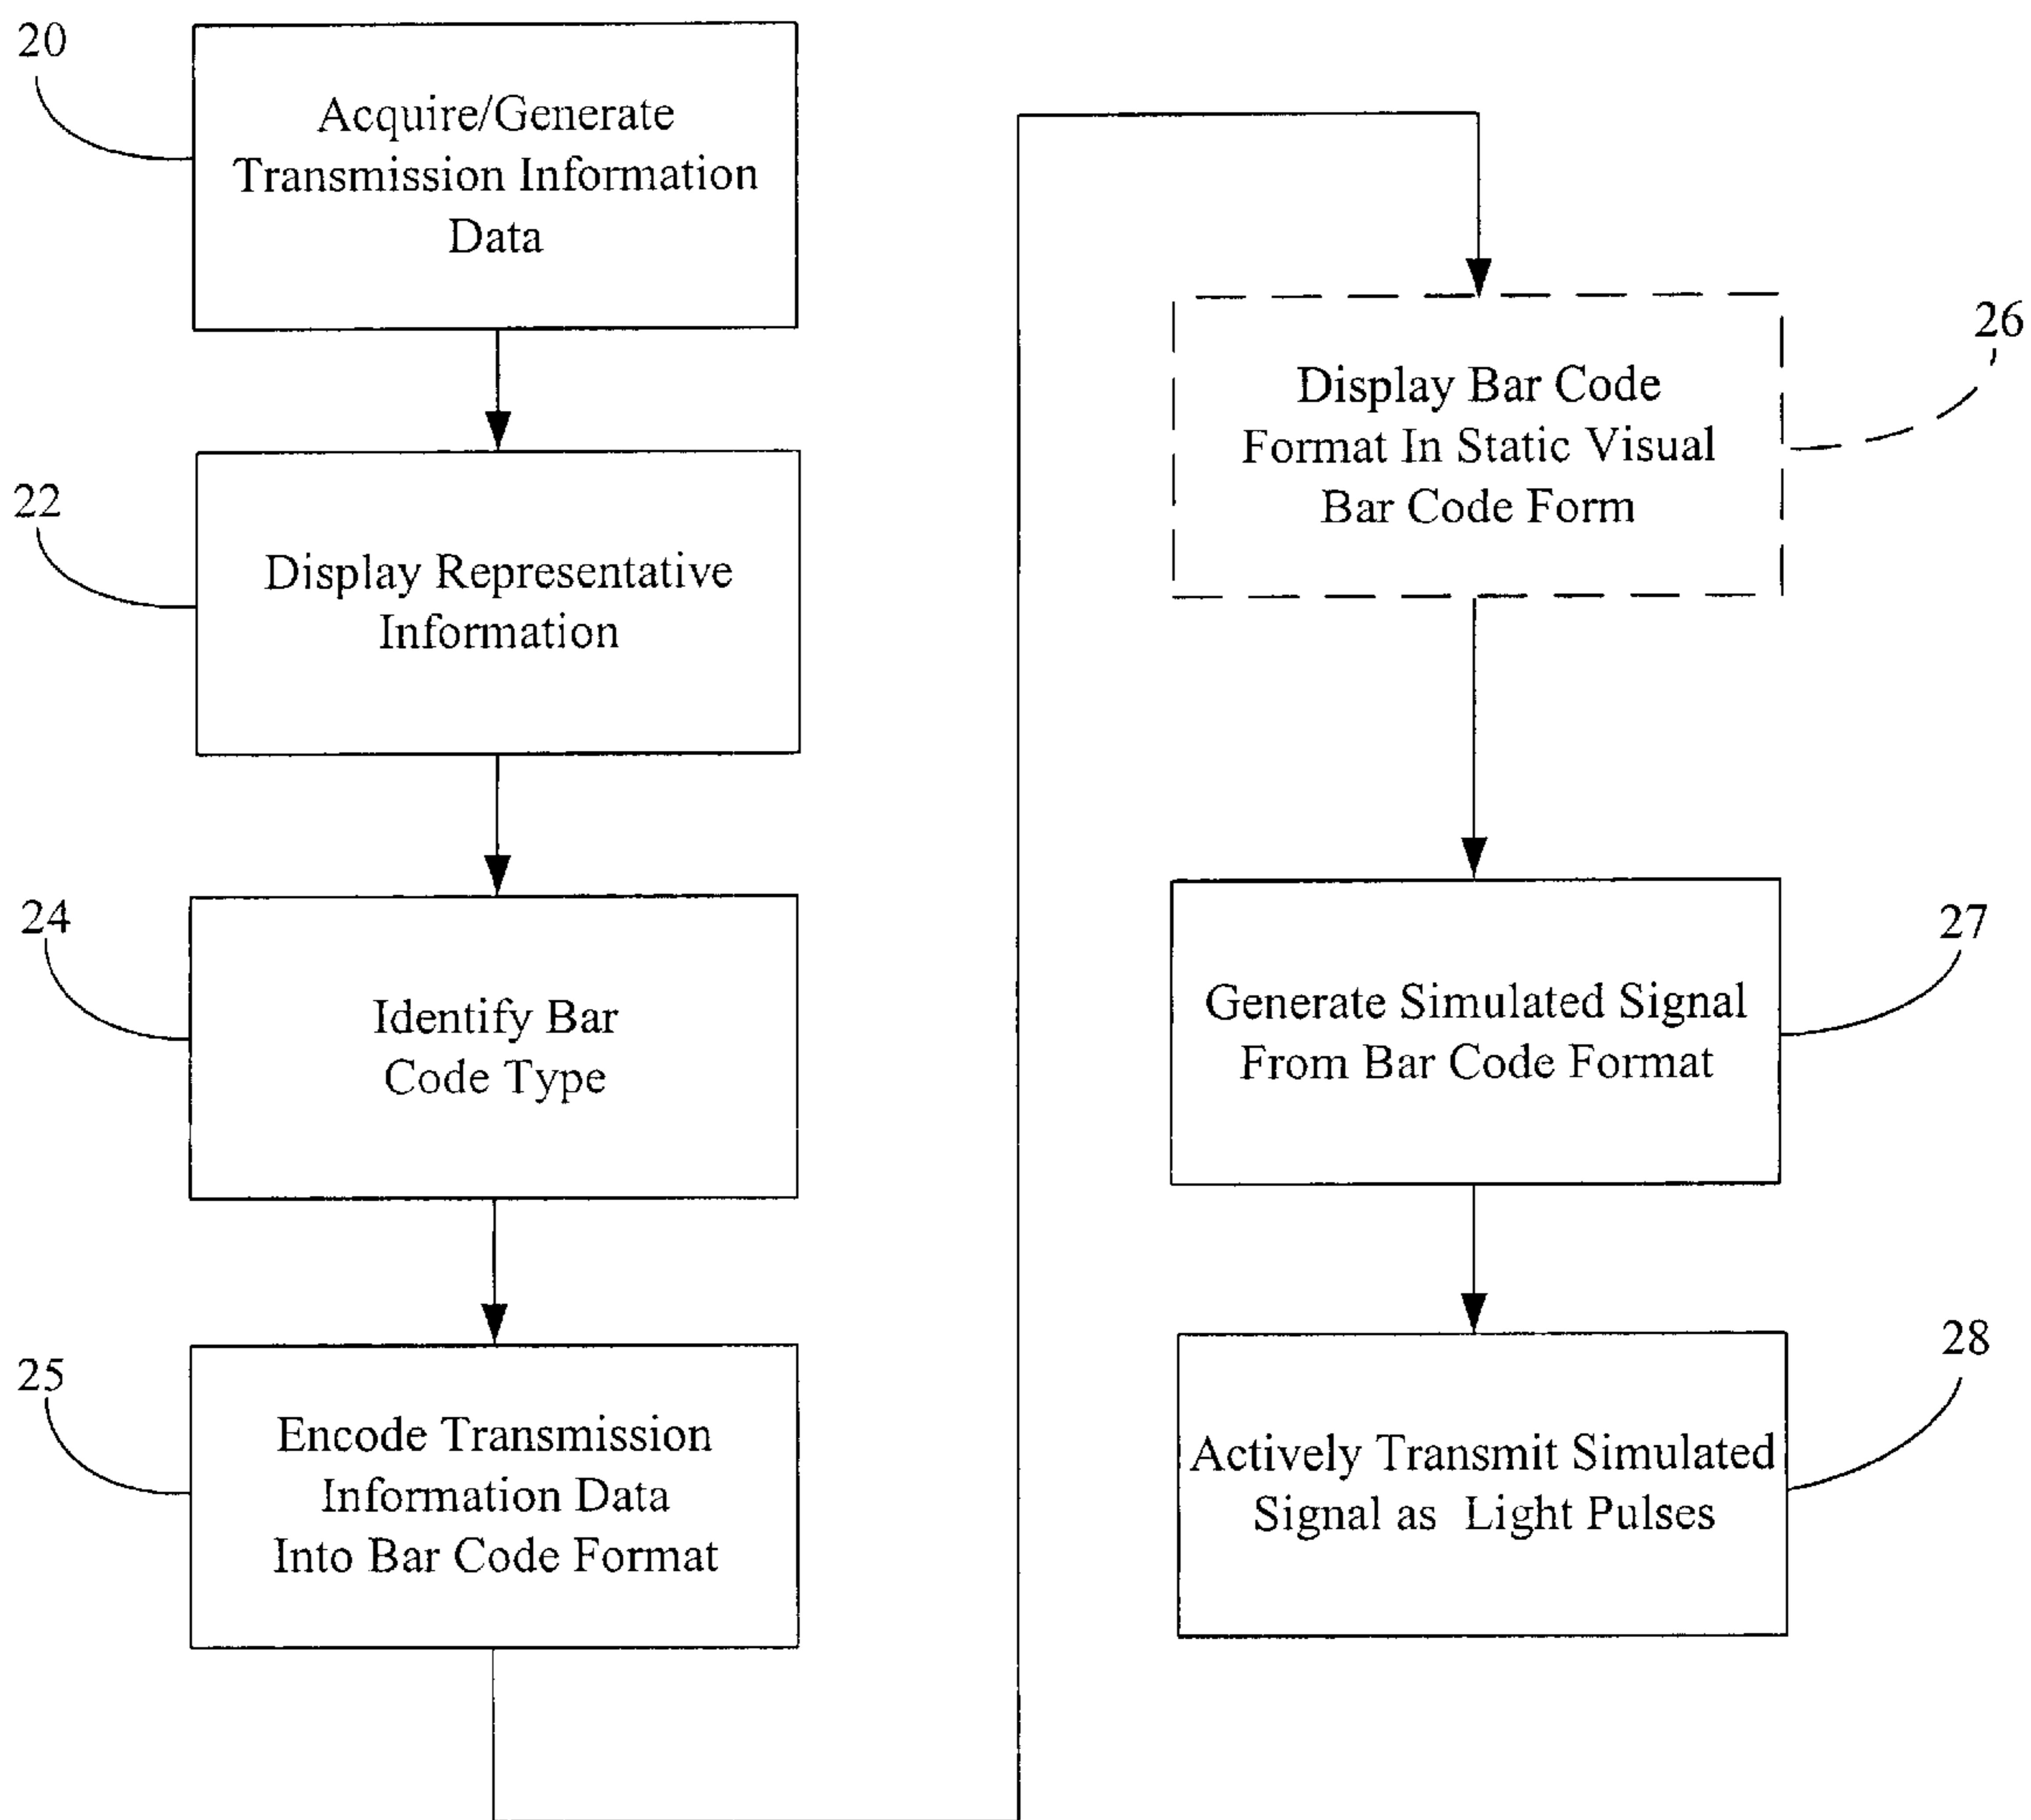 20
Acquire/Generate
Transmission Information
Data
22
Display Representative
Information
24
Identify Bar
Code Type
25
Encode Transmission
Information Data
Into Bar Code Format
26
Display Bar Code
Format In Static Visual
Bar Code Form
27
Generate Simulated Signal
From Bar Code Format
28
Actively Transmit Simulated
Signal as Light Pulses